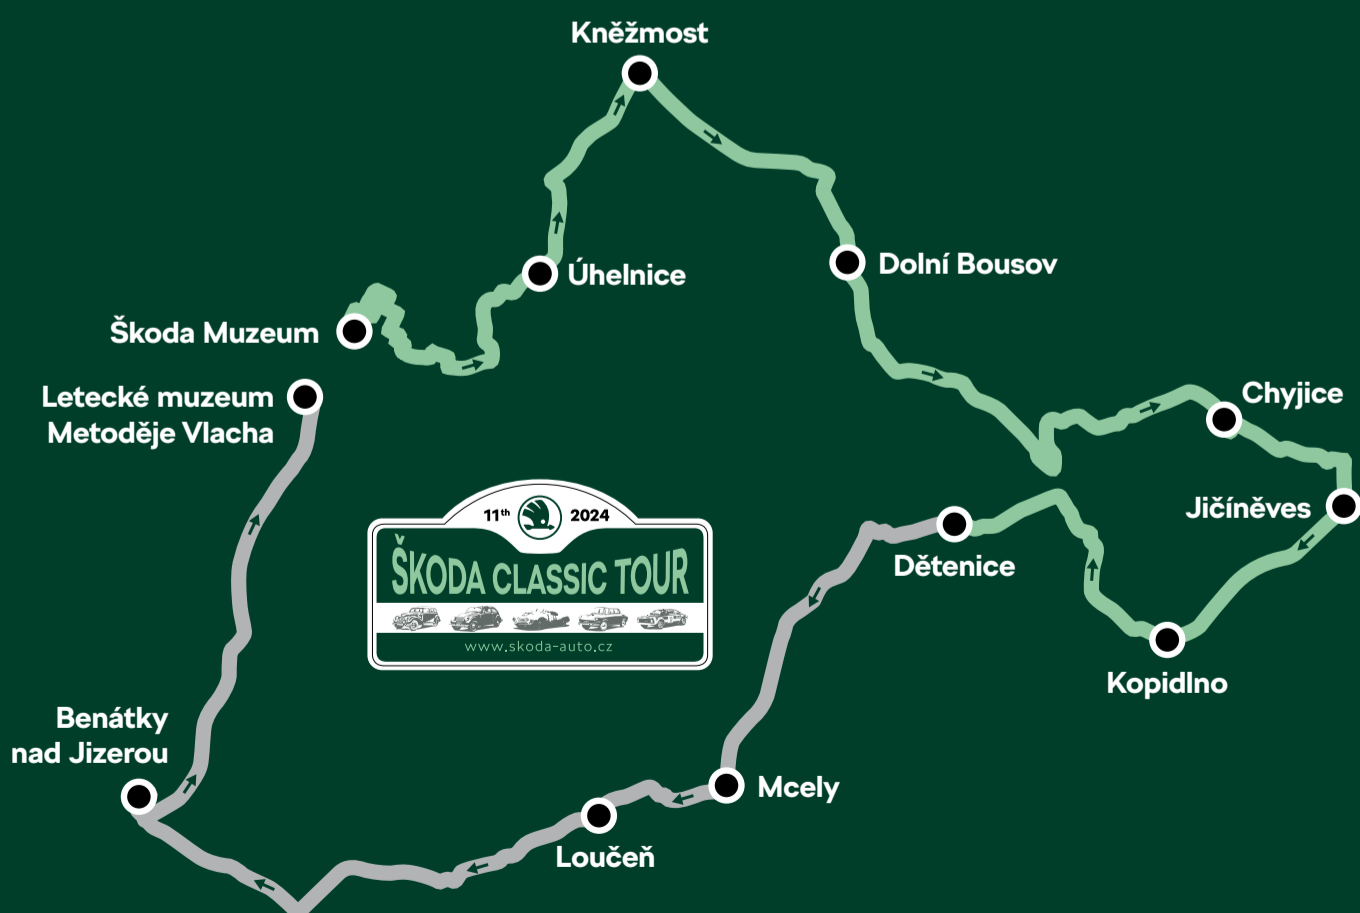 Kněžmost
Úhelnice
Dolní Bousov
Škoda Muzeum
Letecké muzeum
Metoděje Vlacha
Chyjice
Jičíněves
11th 2024
ŠKODA CLASSIC TOUR
www.skoda-auto.cz
Dětenice
Kopidlno
Benátky
nad Jizerou
Mcely
Loučeň